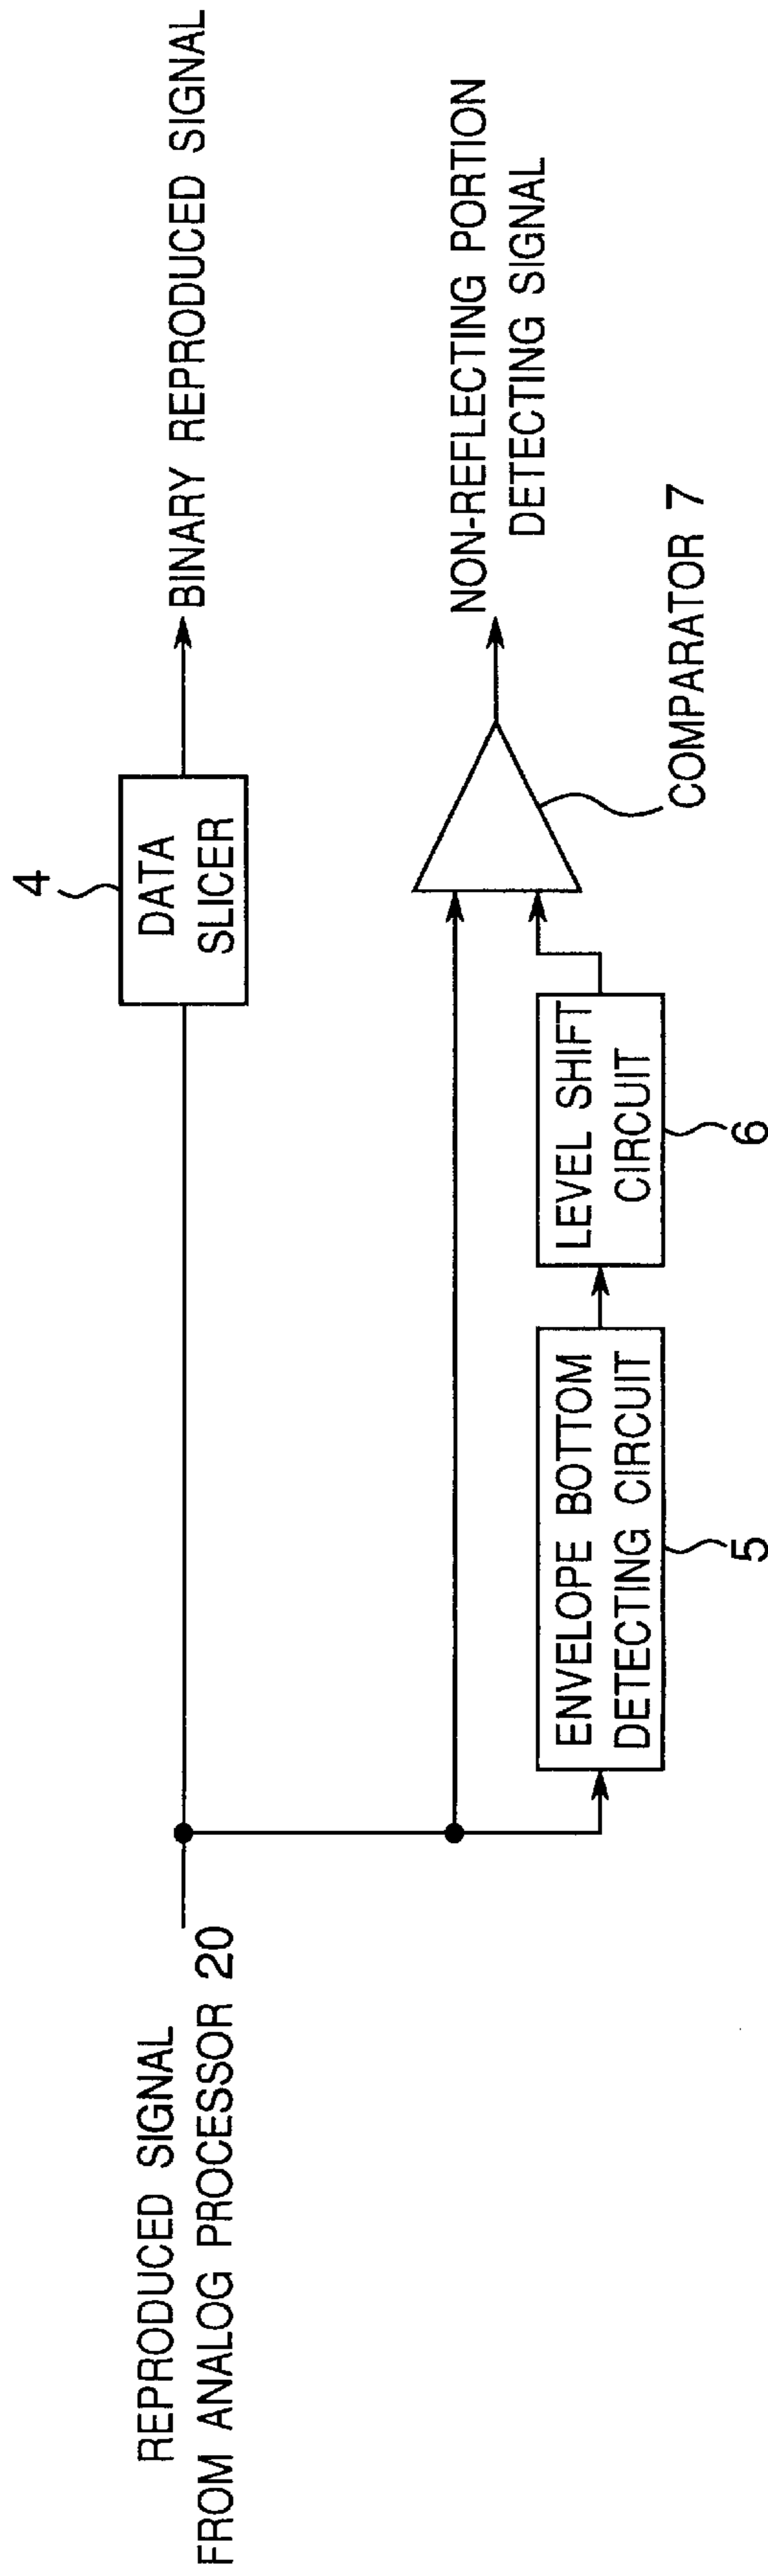 REPRODUCED SIGNAL
FROM ANALOG PROCESSOR 20
4
DATA
SLICER
BINARY REPRODUCED SIGNAL
ENVELOPE BOTTOM
DETECTING CIRCUIT
5
LEVEL SHIFT
CIRCUIT
6
COMPARATOR 7
NON-REFLECTING PORTION
DETECTING SIGNAL